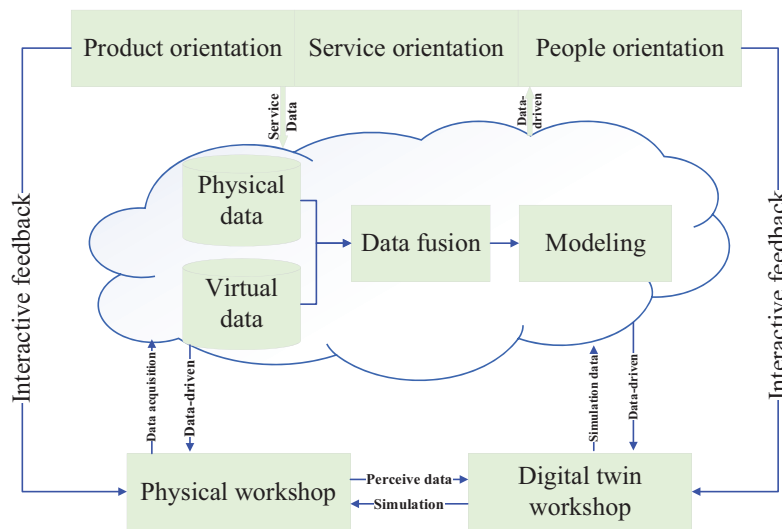 Product orientation
Service orientation
People orientation
Service
Data
Data-
driven
Interactive feedback
Physical
data
Virtual
data
Data fusion
Modeling
Interactive feedback
Data acquisition
Data-driven
Simulation data
Data-driven
Physical workshop
Perceive data
Simulation
Digital twin
workshop